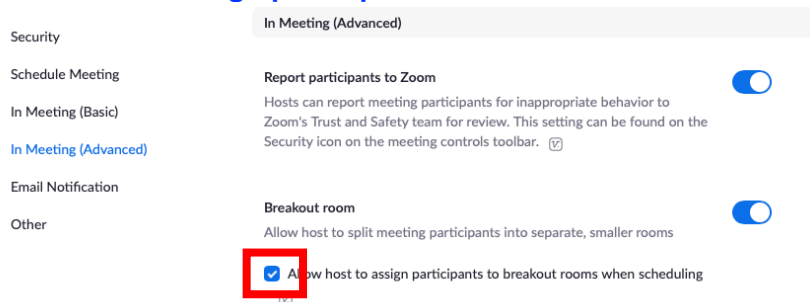 In Meeting (Advanced)
Security
Schedule Meeting
In Meeting (Basic)
In Meeting (Advanced)
Email Notification
Other
Report participants to Zoom
Hosts can report meeting participants for inappropriate behavior to
Zoom's Trust and Safety team for review. This setting can be found on the
Security icon on the meeting controls toolbar.
Breakout room
Allow host to split meeting participants into separate, smaller rooms
Allow host to assign participants to breakout rooms when scheduling